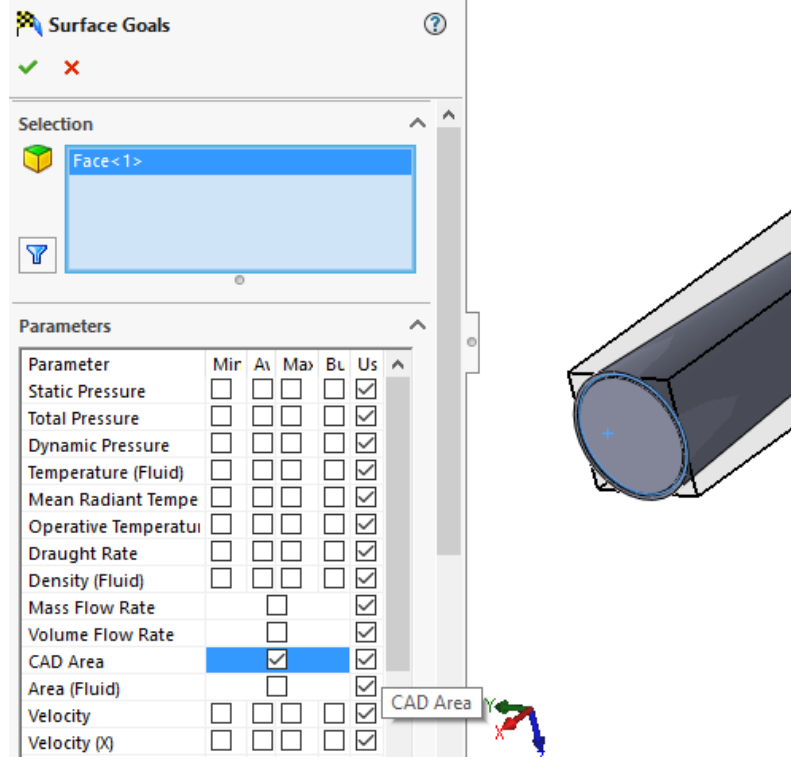 Surface Goals
Selection
Face<1>
Parameters
Parameter Mir Av Max Bu Us
Static Pressure
Total Pressure
Dynamic Pressure
Temperature (Fluid)
Mean Radiant Tempe
Operative Temperatu
Draught Rate
Density (Fluid)
Mass Flow Rate
Volume Flow Rate
CAD Area
Area (Fluid)
CAD Area
Velocity
Velocity (X)
Y
X